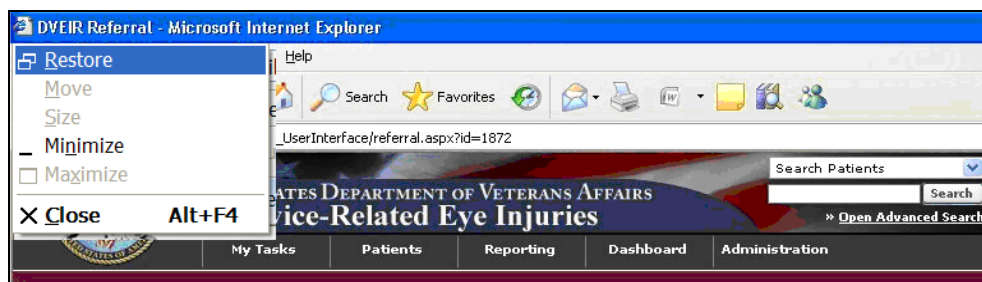 DVEIR Referral - Microsoft Internet Explorer
Restore
Help
Move
Size
Search Favorites
Minimize
_UserInterface/referral.aspx?id=1872
Maximize
Search Patients
Close Alt+F4
ATES DEPARTMENT OF VETERANS AFFAIRS
Search
vice-Related Eye Injuries
» Open Advanced Search
My Tasks Patients Reporting Dashboard Administration